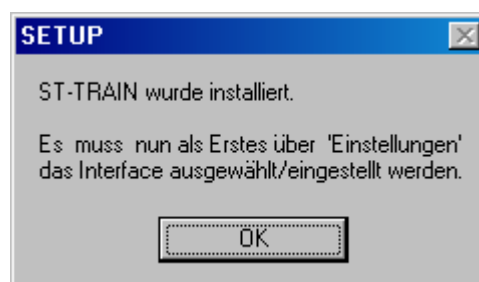 SETUP
ST-TRAIN wurde installiert.
Es muss nun als Erstes über 'Einstellungen'
das Interface ausgewählt/eingestellt werden.
OK